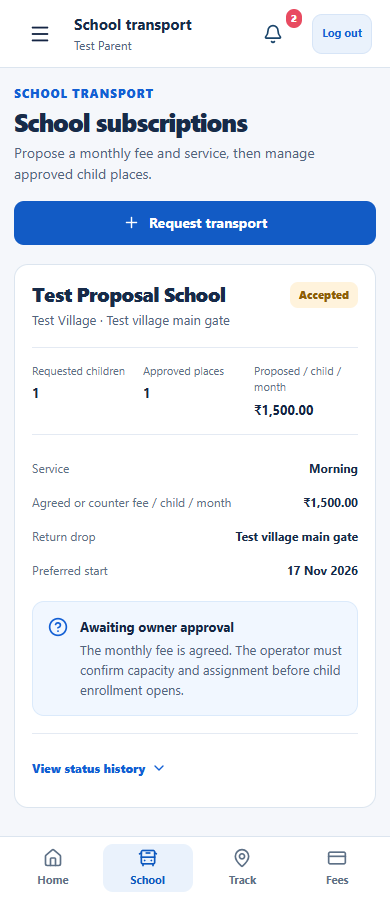 School transport
Test Parent
2
Log out
SCHOOL TRANSPORT
School subscriptions
Propose a monthly fee and service, then manage
approved child places.
+ Request transport
Test Proposal School
Accepted
Test Village · Test village main gate
Requested children
1
Approved places
1
Proposed / child /
month
₹1,500.00
Service
Morning
Agreed or counter fee / child / month
₹1,500.00
Return drop
Test village main gate
Preferred start
17 Nov 2026
Awaiting owner approval
The monthly fee is agreed. The operator must
confirm capacity and assignment before child
enrollment opens.
View status history
Home
School
Track
Fees